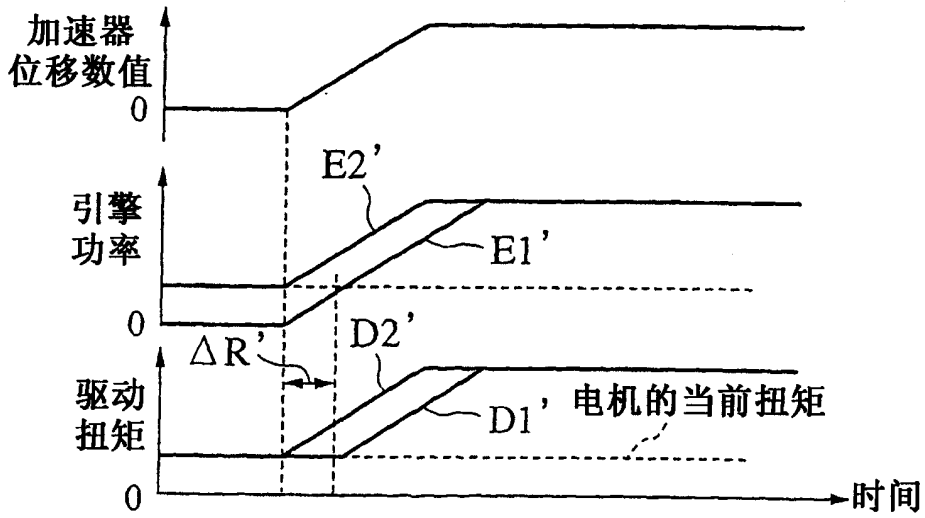 加速器
位移数值
0
E2'
引擎
功率
E1'
0
D2'
ΔR'
驱动
扭矩
D1'
电机的当前扭矩
0
时间